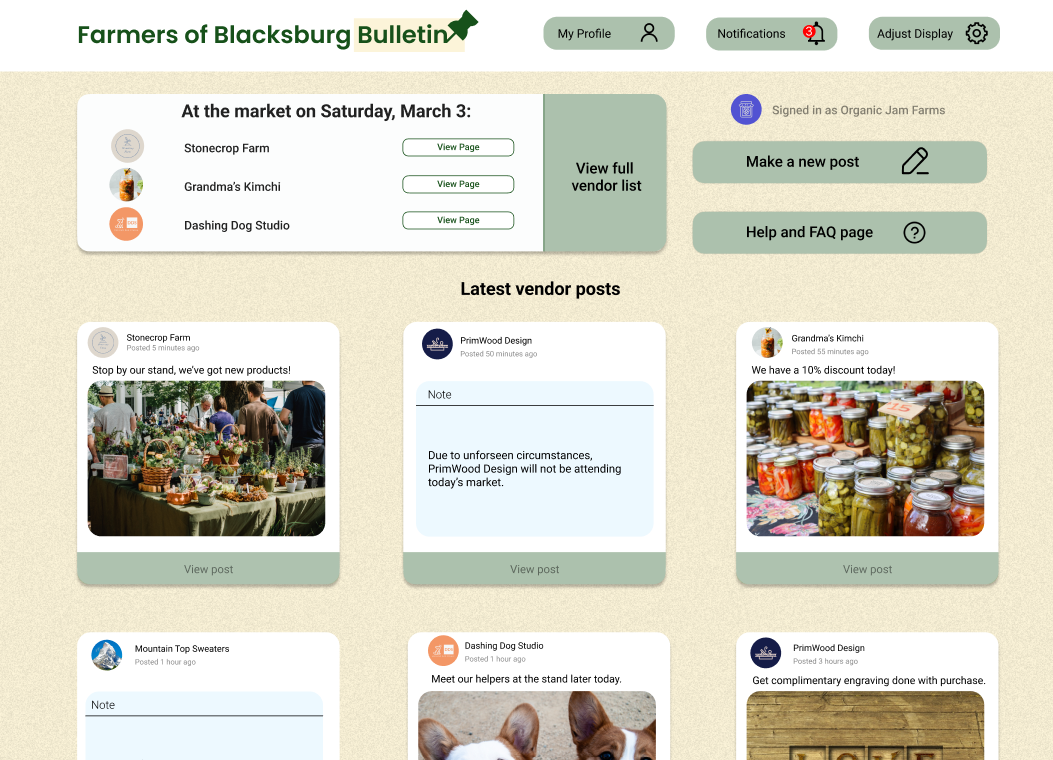 Farmers of Blacksburg Bulletin
My Profile
Notifications
3
Adjust Display
At the market on Saturday, March 3:
Stonecrop Farm
View Page
Grandma's Kimchi
View Page
Dashing Dog Studio
View Page
View full
vendor list
Signed in as Organic Jam Farms
Make a new post
Help and FAQ page
Latest vendor posts
Stonecrop Farm
Posted 5 minutes ago
Stop by our stand, we've got new products!
View post
PrimWood Design
Posted 50 minutes ago
Note
Due to unforseen circumstances,
PrimWood Design will not be attending
today's market.
View post
Grandma's Kimchi
Posted 55 minutes ago
We have a 10% discount today!
View post
Mountain Top Sweaters
Posted 1 hour ago
Note
Dashing Dog Studio
Posted 1 hour ago
Meet our helpers at the stand later today.
PrimWood Design
Posted 3 hours ago
Get complimentary engraving done with purchase.